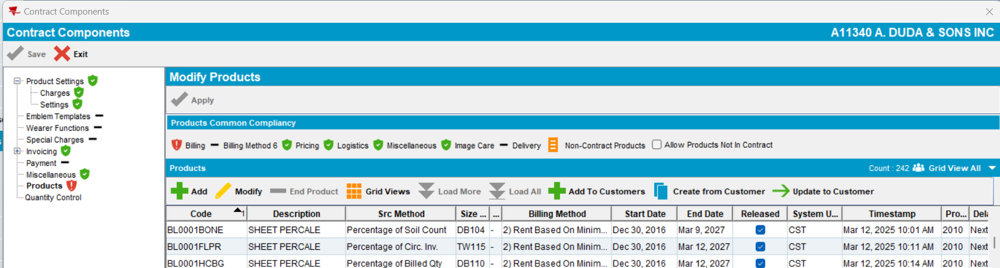 Contract Components
Contract Components A11340 A. DUDA & SONS INC
Save Exit
Product Settings
Charges
Settings
Emblem Templates
Wearer Functions
Special Charges
Invoicing
Payment
Miscellaneous
Products
Quantity Control
Modify Products
Apply
Products Common Compliancy
Billing Billing Method 6 Pricing Logistics Miscellaneous Image Care Delivery Non-Contract Products Allow Products Not In Contract
Products Count : 242 Grid View All
Add Modify End Product Grid Views Load More Load All Add To Customers Create from Customer Update to Customer
Code 1 Description Src Method Size ... ... Billing Method Start Date End Date Released System U... Timestamp Pro... Dela
BL0001BONE SHEET PERCALE Percentage of Soil Count DB104 - 2) Rent Based On Minim... Dec 30, 2016 Mar 9, 2027 CST Mar 12, 2025 10:01 AM 2010 Next
BL0001FLPR SHEET PERCALE Percentage of Circ. Inv. TW115 - 2) Rent Based On Minim... Dec 30, 2016 Mar 12, 2027 CST Mar 12, 2025 10:11 AM 2010 Next
BL0001HCBG SHEET PERCALE Percentage of Billed Qty DB110 - 2) Rent Based On Minim... Dec 30, 2016 Mar 12, 2027 CST Mar 12, 2025 10:14 AM 2010 Next